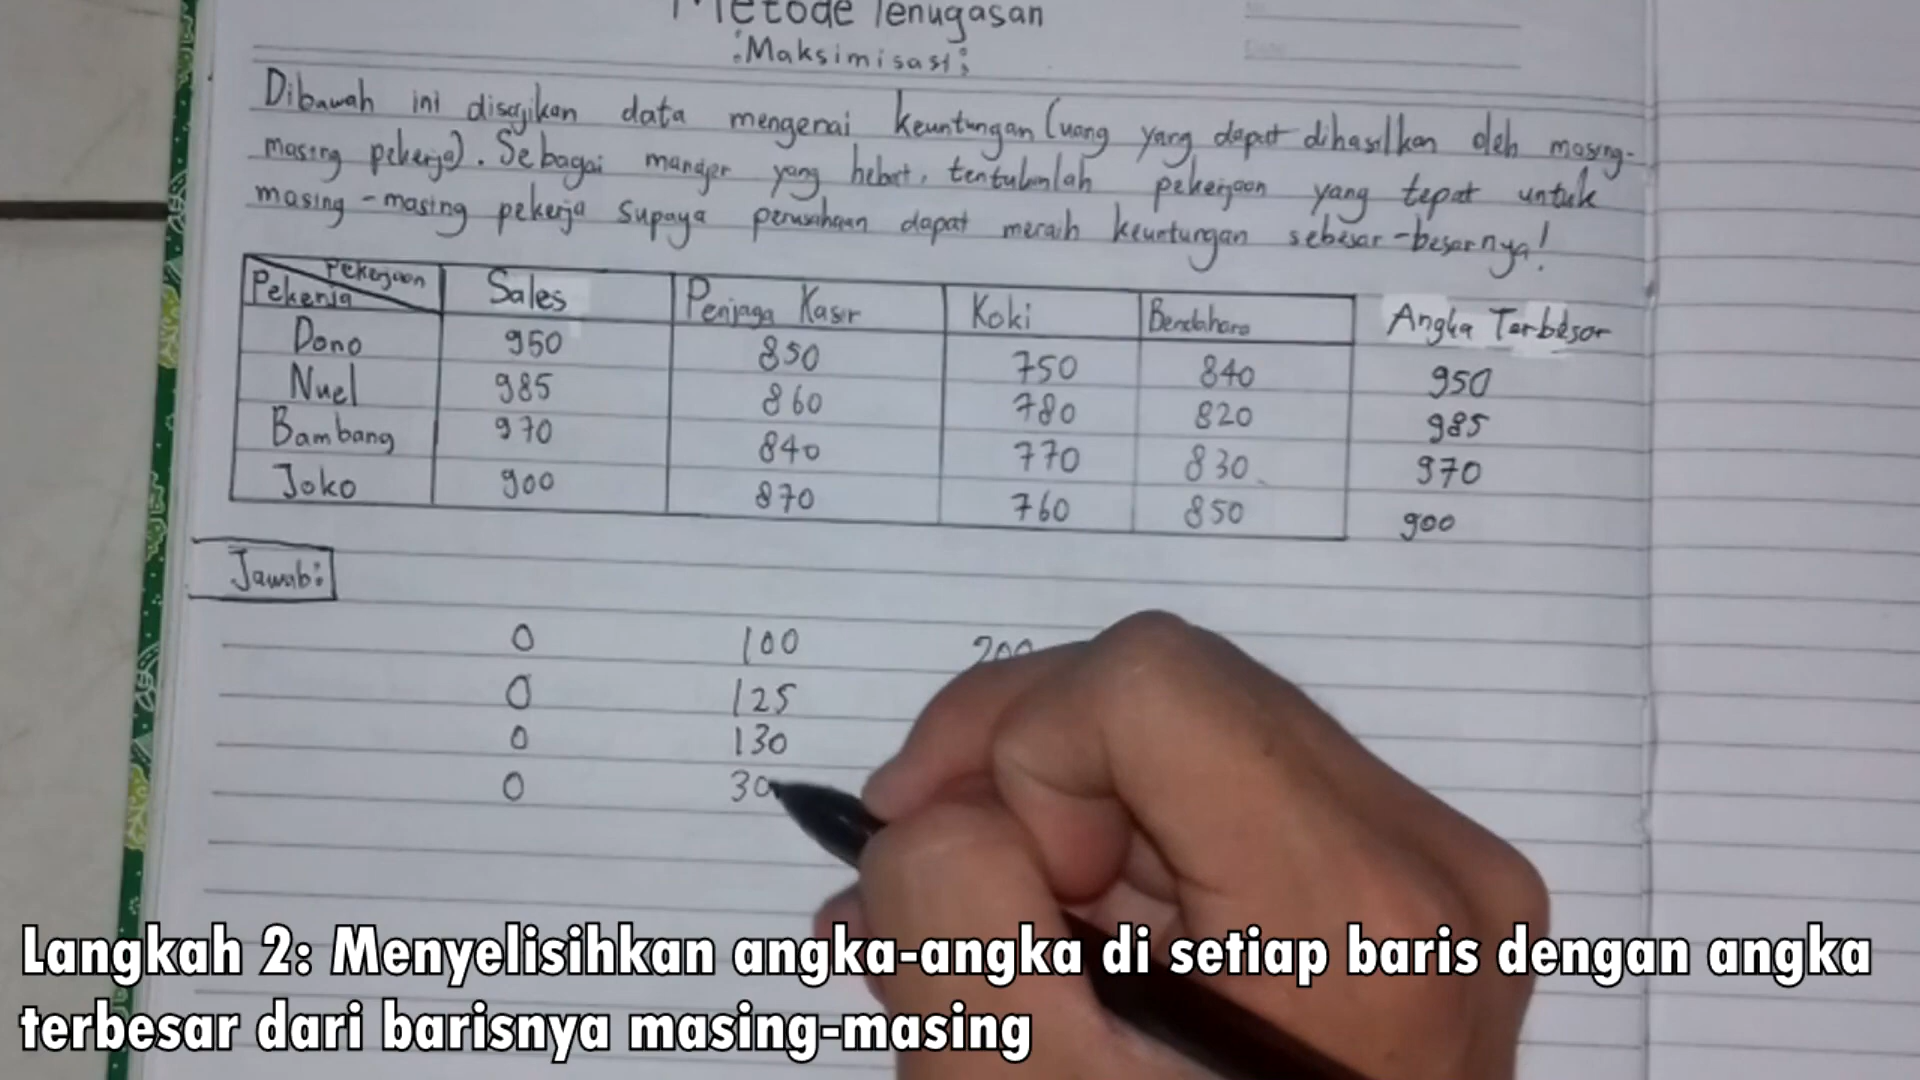 Metode Penugasan
:Maksimisasi:
Dibawah ini disajikan data mengenai keuntungan (uang yang dapat dihasilkan oleh masing-
masing pekerja). Sebagai manajer yang hebat, tentukanlah pekerjaan yang tepat untuk
masing-masing pekerja supaya perusahaan dapat meraih keuntungan sebesar-besarnya!
Pekerja Pekerjaan Sales Penjaga Kasir Koki Bendahara Angka Terbesar
Dono 950 850 750 840 950
Nuel 985 860 780 820 985
Bambang 970 840 770 830 970
Joko 900 870 760 850 900
Jawab:
0 100 200
0 125
0 130
0 30
Langkah 2: Menyelisihkan angka-angka di setiap baris dengan angka
terbesar dari barisnya masing-masing